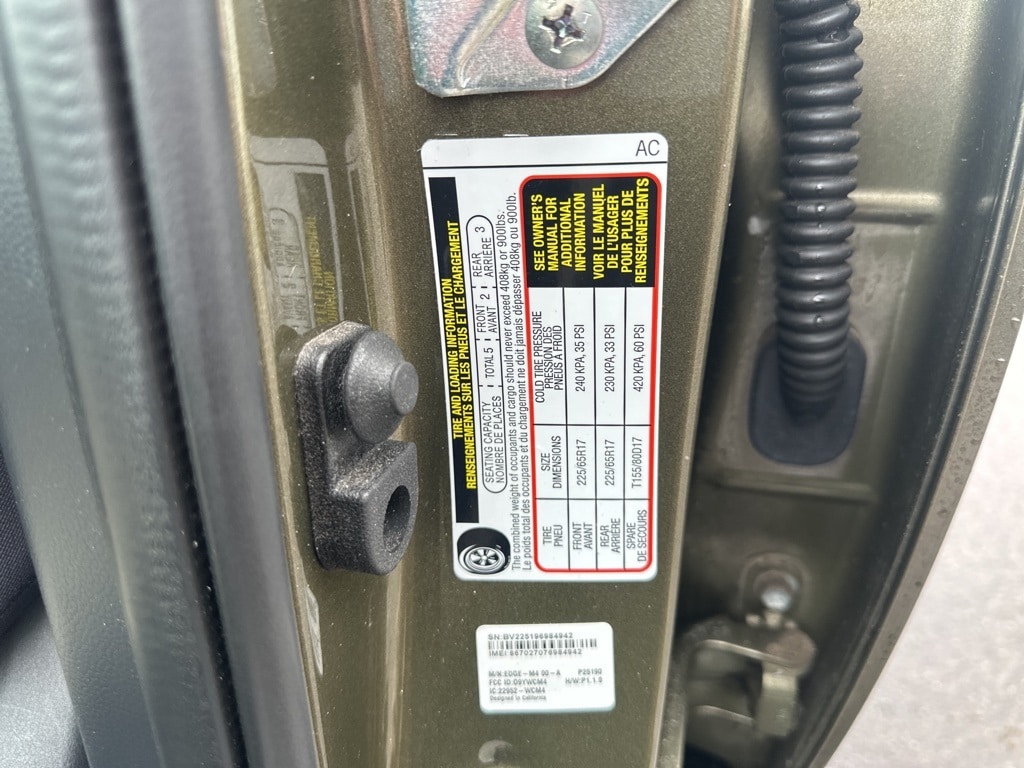 AC
TIRE AND LOADING INFORMATION
RENSEIGNEMENTS SUR LES PNEUS ET LE CHARGEMENT
SEATING CAPACITY TOTAL 5 FRONT 2 REAR 3
NOMBRE DE PLACES AVANT ARRIÈRE
The combined weight of occupants and cargo should never exceed 408kg or 900lbs.
Le poids total des occupants et du chargement ne doit jamais dépasser 408kg ou 900lb.
TIRE SIZE COLD TIRE PRESSURE
PNEU DIMENSIONS PRESSION DES
PNEUS À FROID
FRONT 225/65R17 240 KPA, 35 PSI
AVANT
REAR 225/65R17 230 KPA, 33 PSI
ARRIÈRE
SPARE T155/80D17 420 KPA, 60 PSI
DE SECOURS
SEE OWNER'S
MANUAL FOR
ADDITIONAL
INFORMATION
VOIR LE MANUEL
DE L'USAGER
POUR PLUS DE
RENSEIGNEMENTS
SN:BV225196984942
IMEI:867027076984942
M/N:EDGE-M4 00-A P25190
FCC ID:D9YWCM4 H/W:P1.1.0
IC:22952-WCM4
Designed in California